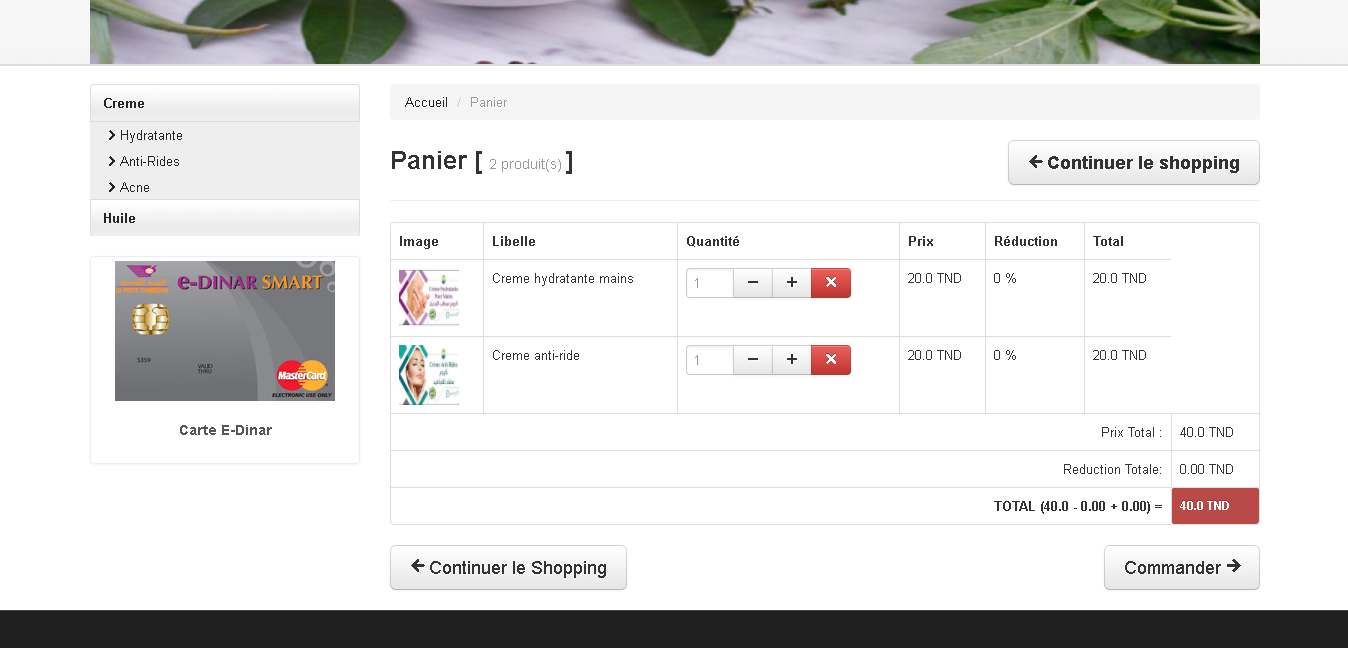 Creme
Hydratante
Anti-Rides
Acne
Huile
e-DINAR SMART
5359
VALID
THRU
MasterCard
ELECTRONIC USE ONLY
Carte E-Dinar
Accueil / Panier
Panier [ 2 produit(s) ]
Continuer le shopping
Image Libelle Quantité Prix Réduction Total
Creme hydratante mains 1 − + × 20.0 TND 0 % 20.0 TND
Creme anti-ride 1 − + × 20.0 TND 0 % 20.0 TND
Prix Total : 40.0 TND
Reduction Totale: 0.00 TND
TOTAL (40.0 - 0.00 + 0.00) = 40.0 TND
Continuer le Shopping
Commander